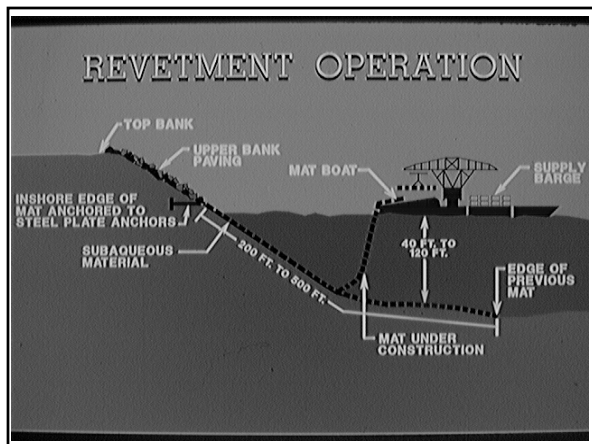 REVETMENT OPERATION
TOP BANK
UPPER BANK
PAVING
MAT BOAT
SUPPLY
BARGE
INSHORE EDGE OF
MAT ANCHORED TO
STEEL PLATE ANCHORS
SUBAQUEOUS
MATERIAL
200 FT. TO 500 FT.
40 FT. TO
120 FT.
EDGE OF
PREVIOUS
MAT
MAT UNDER
CONSTRUCTION